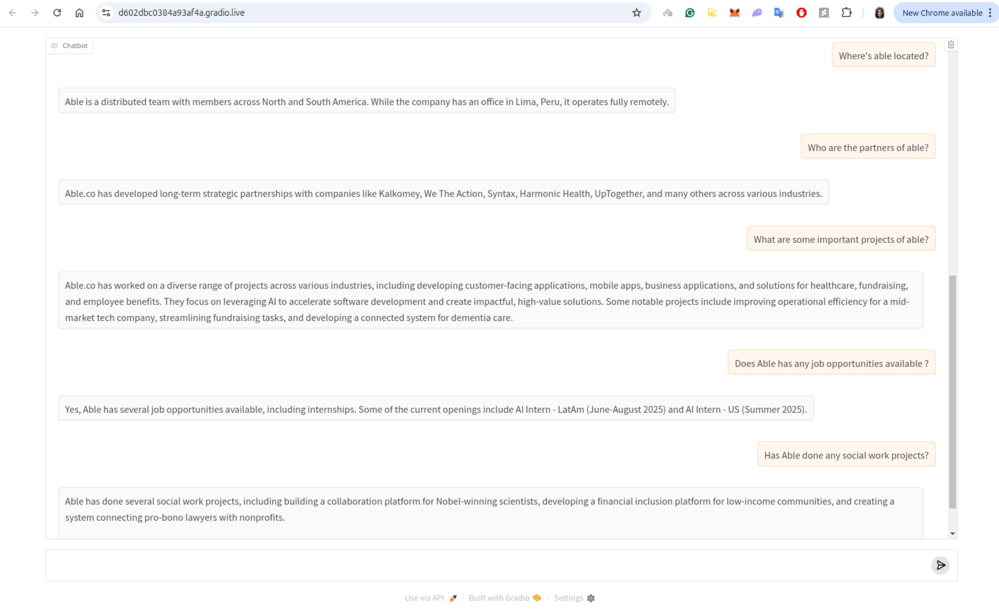 d602dbc0384a93af4a.gradio.live
New Chrome available
Chatbot
Where's able located?
Able is a distributed team with members across North and South America. While the company has an office in Lima, Peru, it operates fully remotely.
Who are the partners of able?
Able.co has developed long-term strategic partnerships with companies like Kalkomey, We The Action, Syntax, Harmonic Health, UpTogether, and many others across various industries.
What are some important projects of able?
Able.co has worked on a diverse range of projects across various industries, including developing customer-facing applications, mobile apps, business applications, and solutions for healthcare, fundraising,
and employee benefits. They focus on leveraging AI to accelerate software development and create impactful, high-value solutions. Some notable projects include improving operational efficiency for a mid-
market tech company, streamlining fundraising tasks, and developing a connected system for dementia care.
Does Able has any job opportunities available ?
Yes, Able has several job opportunities available, including internships. Some of the current openings include AI Intern - LatAm (June-August 2025) and AI Intern - US (Summer 2025).
Has Able done any social work projects?
Able has done several social work projects, including building a collaboration platform for Nobel-winning scientists, developing a financial inclusion platform for low-income communities, and creating a
system connecting pro-bono lawyers with nonprofits.
Use via API · Built with Gradio · Settings